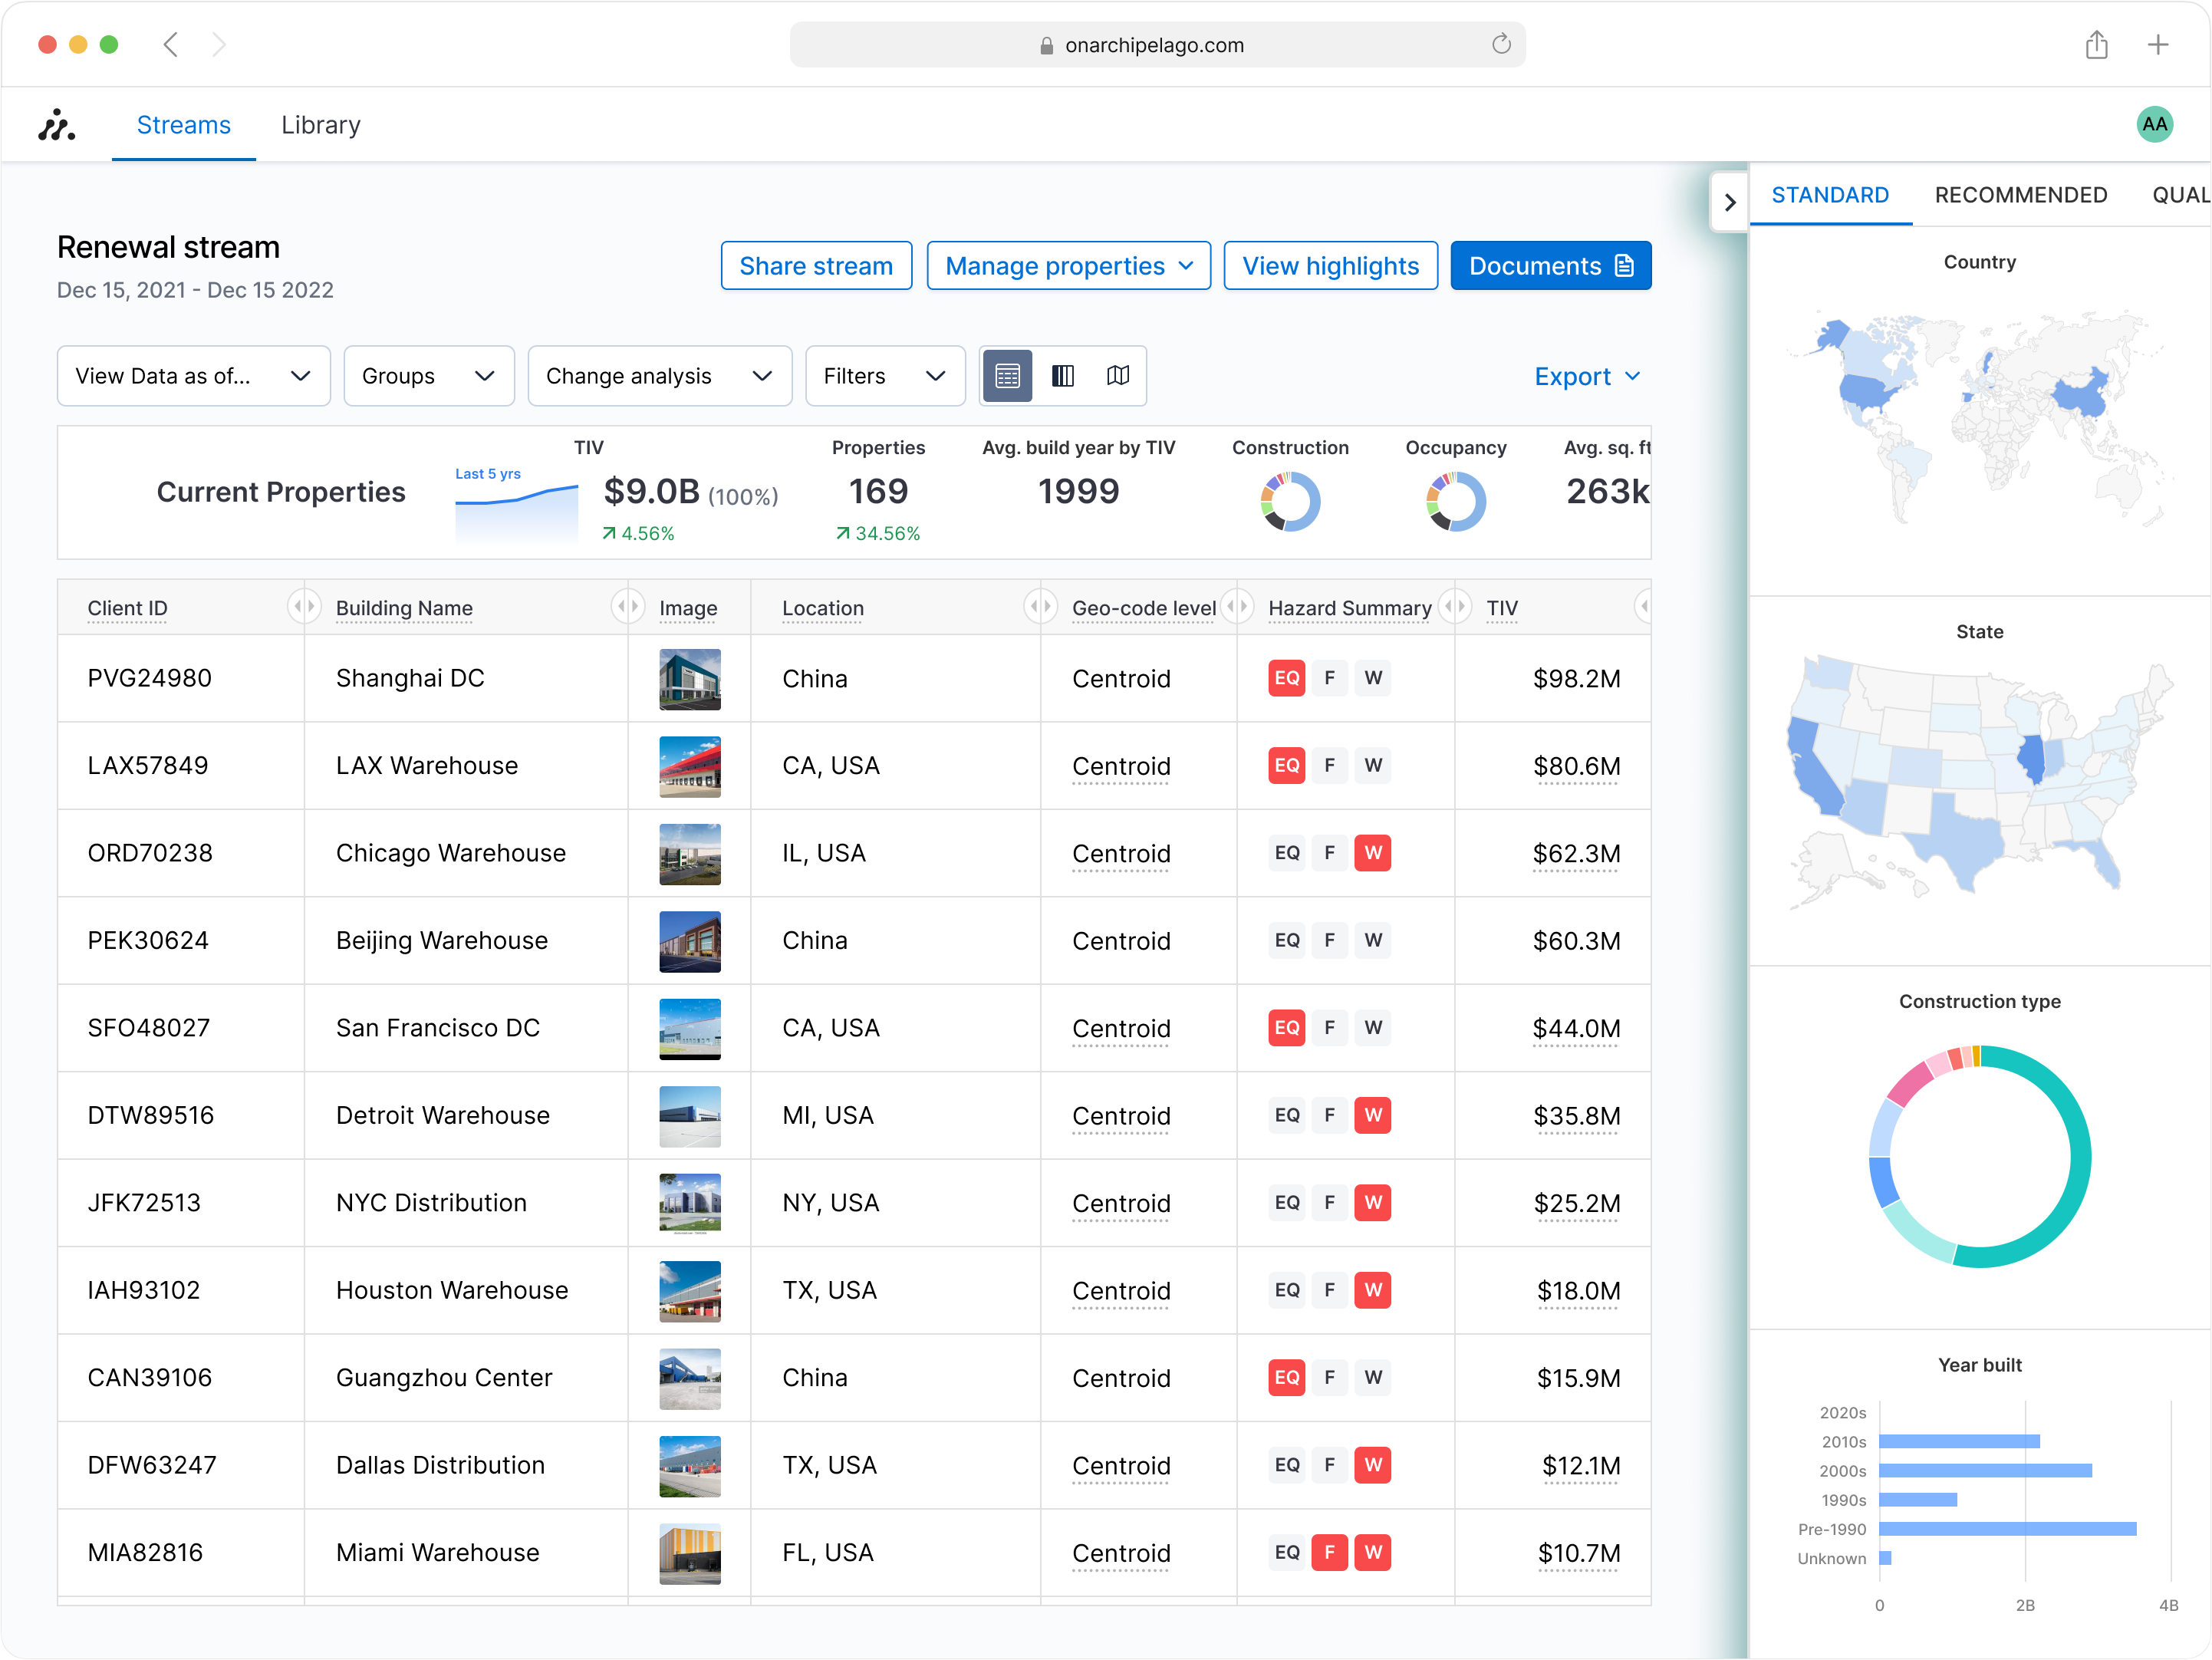 onarchipelago.com
Streams
Library
AA
Renewal stream
Dec 15, 2021 - Dec 15 2022
Share stream
Manage properties
View highlights
Documents
View Data as of...
Groups
Change analysis
Filters
Export
Current Properties
Last 5 yrs
TIV
$9.0B (100%)
4.56%
Properties
169
34.56%
Avg. build year by TIV
1999
Construction
Occupancy
Avg. sq. ft
263k
Client ID Building Name Image Location Geo-code level Hazard Summary TIV
PVG24980 Shanghai DC China Centroid EQ F W $98.2M
LAX57849 LAX Warehouse CA, USA Centroid EQ F W $80.6M
ORD70238 Chicago Warehouse IL, USA Centroid EQ F W $62.3M
PEK30624 Beijing Warehouse China Centroid EQ F W $60.3M
SFO48027 San Francisco DC CA, USA Centroid EQ F W $44.0M
DTW89516 Detroit Warehouse MI, USA Centroid EQ F W $35.8M
JFK72513 NYC Distribution NY, USA Centroid EQ F W $25.2M
IAH93102 Houston Warehouse TX, USA Centroid EQ F W $18.0M
CAN39106 Guangzhou Center China Centroid EQ F W $15.9M
DFW63247 Dallas Distribution TX, USA Centroid EQ F W $12.1M
MIA82816 Miami Warehouse FL, USA Centroid EQ F W $10.7M
STANDARD RECOMMENDED QUAL
Country
State
Construction type
Year built
2020s
2010s
2000s
1990s
Pre-1990
Unknown
0 2B 4B